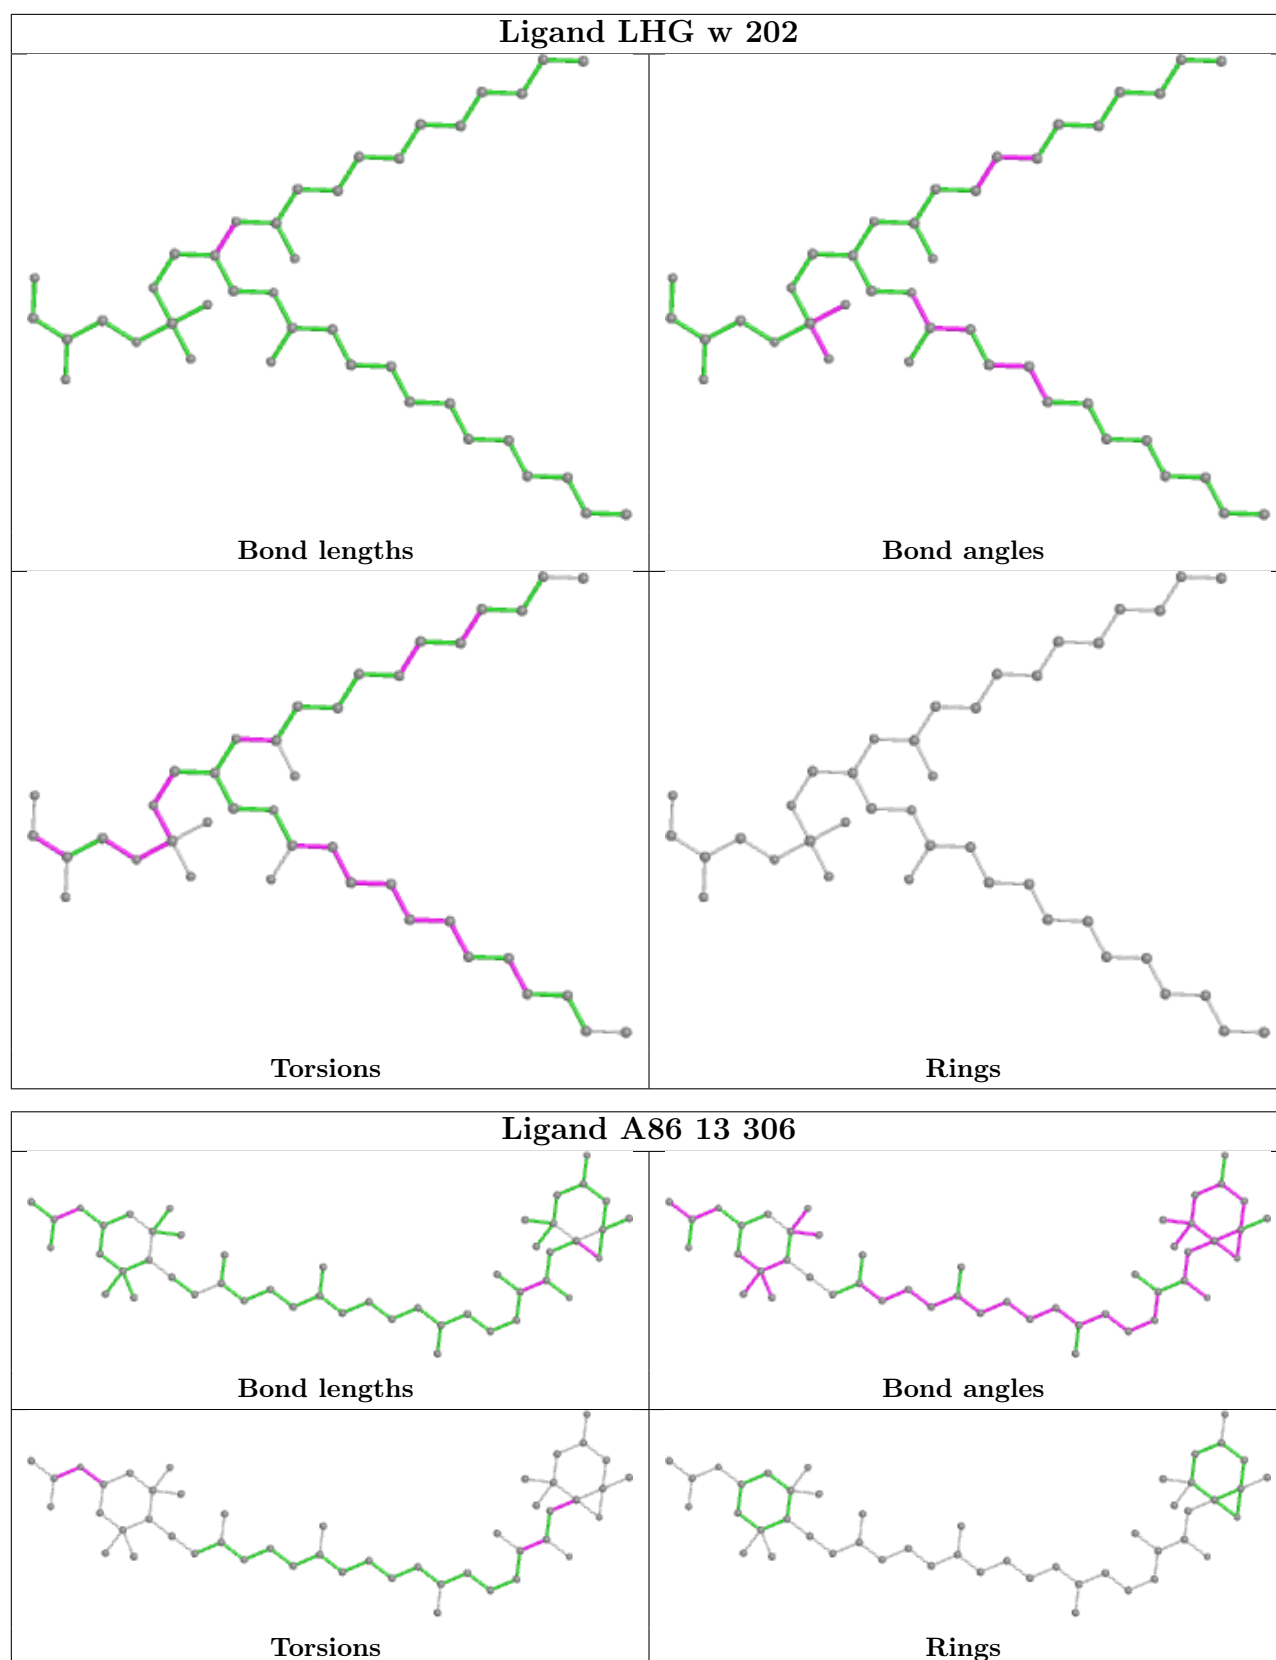 Ligand LHG w 202
Bond lengths
Bond angles
Torsions
Rings
Ligand A86 13 306
Bond lengths
Bond angles
Torsions
Rings